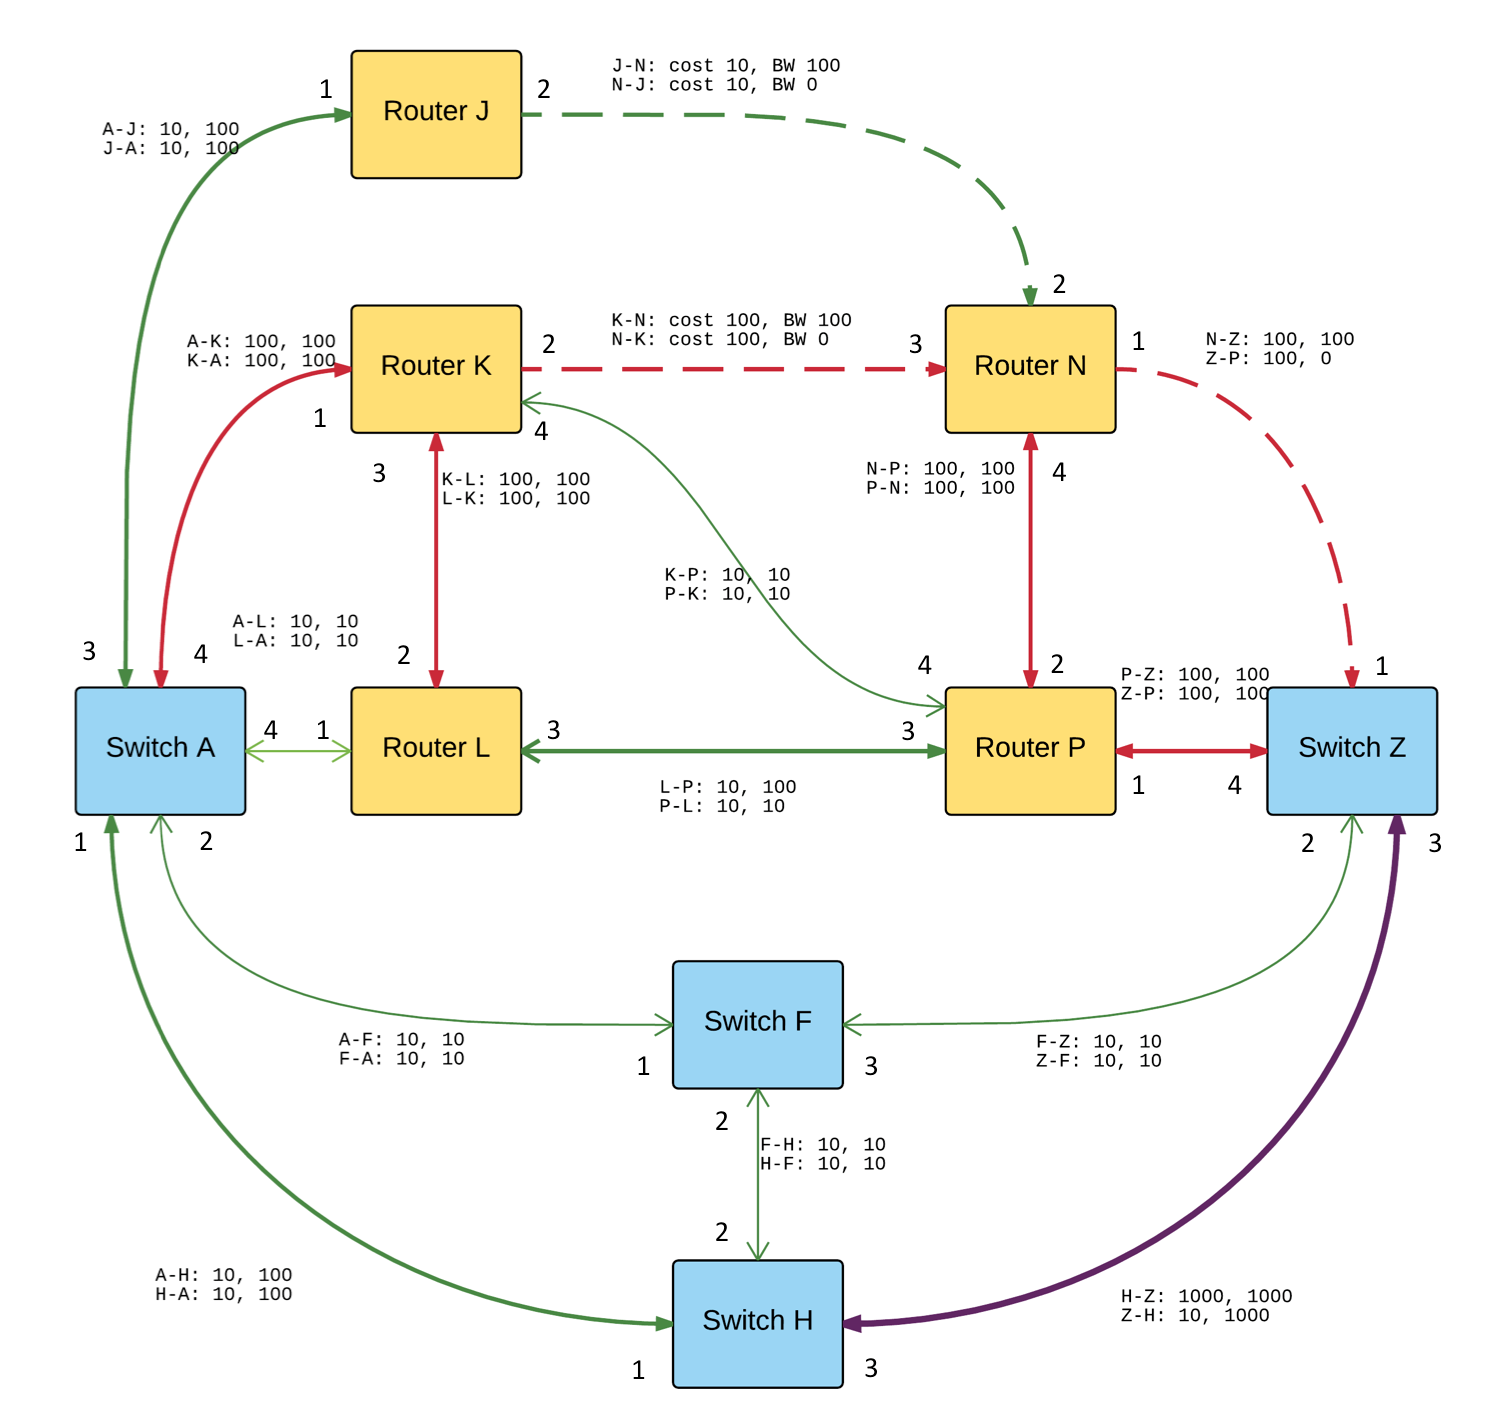 J-N: cost 10, BW 100
N-J: cost 10, BW 0
1
Router J
2
A-J: 10, 100
J-A: 10, 100
2
K-N: cost 100, BW 100
N-K: cost 100, BW 0
A-K: 100, 100
K-A: 100, 100
Router K
2
3
Router N
1
N-Z: 100, 100
Z-P: 100, 0
1
4
3
K-L: 100, 100
L-K: 100, 100
N-P: 100, 100
P-N: 100, 100
4
K-P: 10, 10
P-K: 10, 10
A-L: 10, 10
L-A: 10, 10
3
4
2
4
2
P-Z: 100, 100
Z-P: 100, 100
1
Switch A
4
1
Router L
3
3
Router P
Switch Z
L-P: 10, 100
P-L: 10, 10
1
4
1
2
2
3
Switch F
A-F: 10, 10
F-A: 10, 10
F-Z: 10, 10
Z-F: 10, 10
1
3
2
F-H: 10, 10
H-F: 10, 10
2
A-H: 10, 100
H-A: 10, 100
Switch H
H-Z: 1000, 1000
Z-H: 10, 1000
1
3